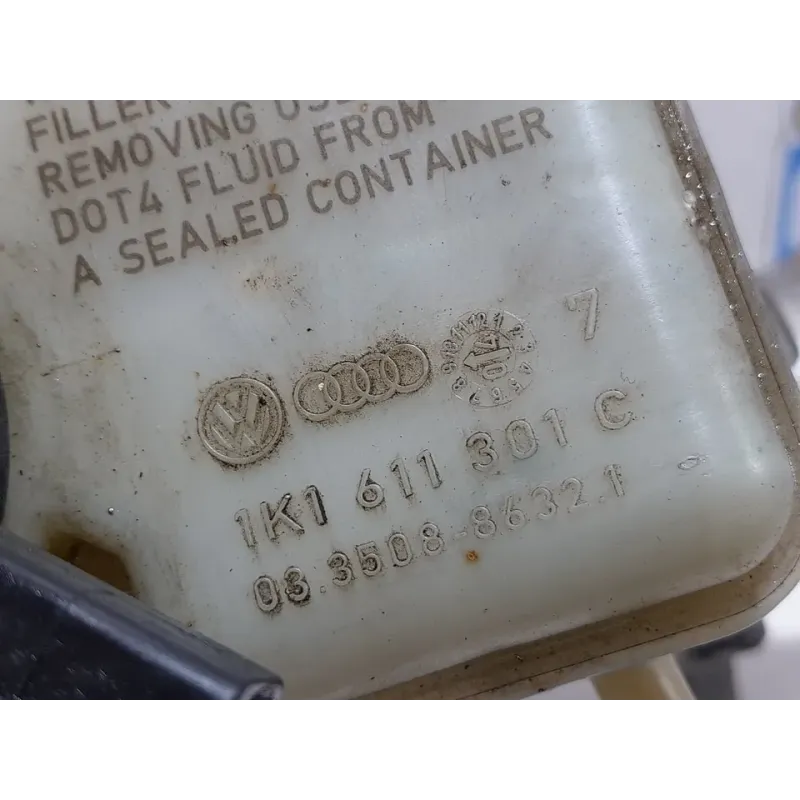 FILLER
REMOVING
DOT4 FLUID FROM
A SEALED CONTAINER
7
1K1 611 301 C
03.3508-8632.1